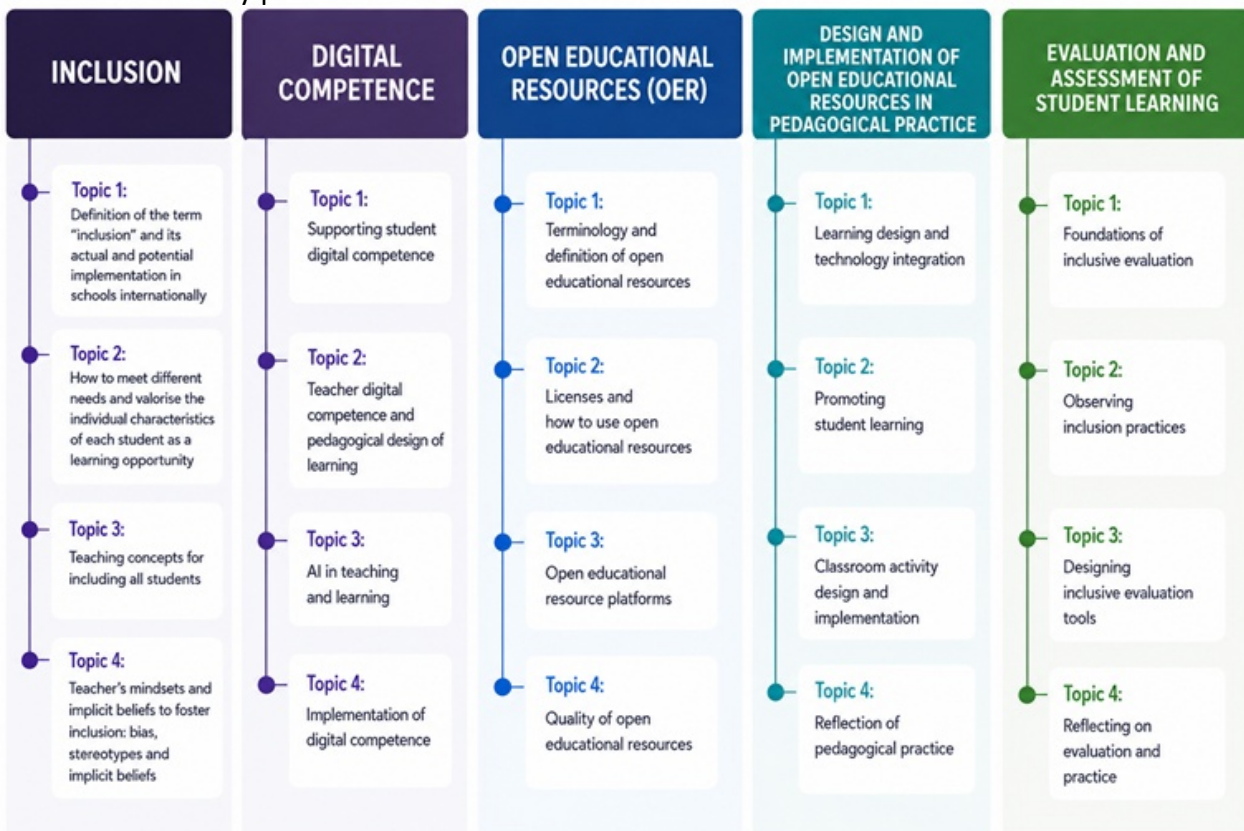 INCLUSION
Topic 1:
Definition of the term
"inclusion" and its
actual and potential
implementation in
schools internationally
Topic 2:
How to meet different
needs and valorise the
individual characteristics
of each student as a
learning opportunity
Topic 3:
Teaching concepts for
including all students
Topic 4:
Teacher's mindsets and
implicit beliefs to foster
inclusion: bias,
stereotypes and
implicit beliefs
DIGITAL
COMPETENCE
Topic 1:
Supporting student
digital competence
Topic 2:
Teacher digital
competence and
pedagogical design of
learning
Topic 3:
AI in teaching
and learning
Topic 4:
Implementation of
digital competence
OPEN EDUCATIONAL
RESOURCES (OER)
Topic 1:
Terminology and
definition of open
educational resources
Topic 2:
Licenses and
how to use open
educational resources
Topic 3:
Open educational
resource platforms
Topic 4:
Quality of open
educational resources
DESIGN AND
IMPLEMENTATION OF
OPEN EDUCATIONAL
RESOURCES IN
PEDAGOGICAL PRACTICE
Topic 1:
Learning design and
technology integration
Topic 2:
Promoting
student learning
Topic 3:
Classroom activity
design and
implementation
Topic 4:
Reflection of
pedagogical practice
EVALUATION AND
ASSESSMENT OF
STUDENT LEARNING
Topic 1:
Foundations of
inclusive evaluation
Topic 2:
Observing
inclusion practices
Topic 3:
Designing
inclusive evaluation
tools
Topic 4:
Reflecting on
evaluation and
practice